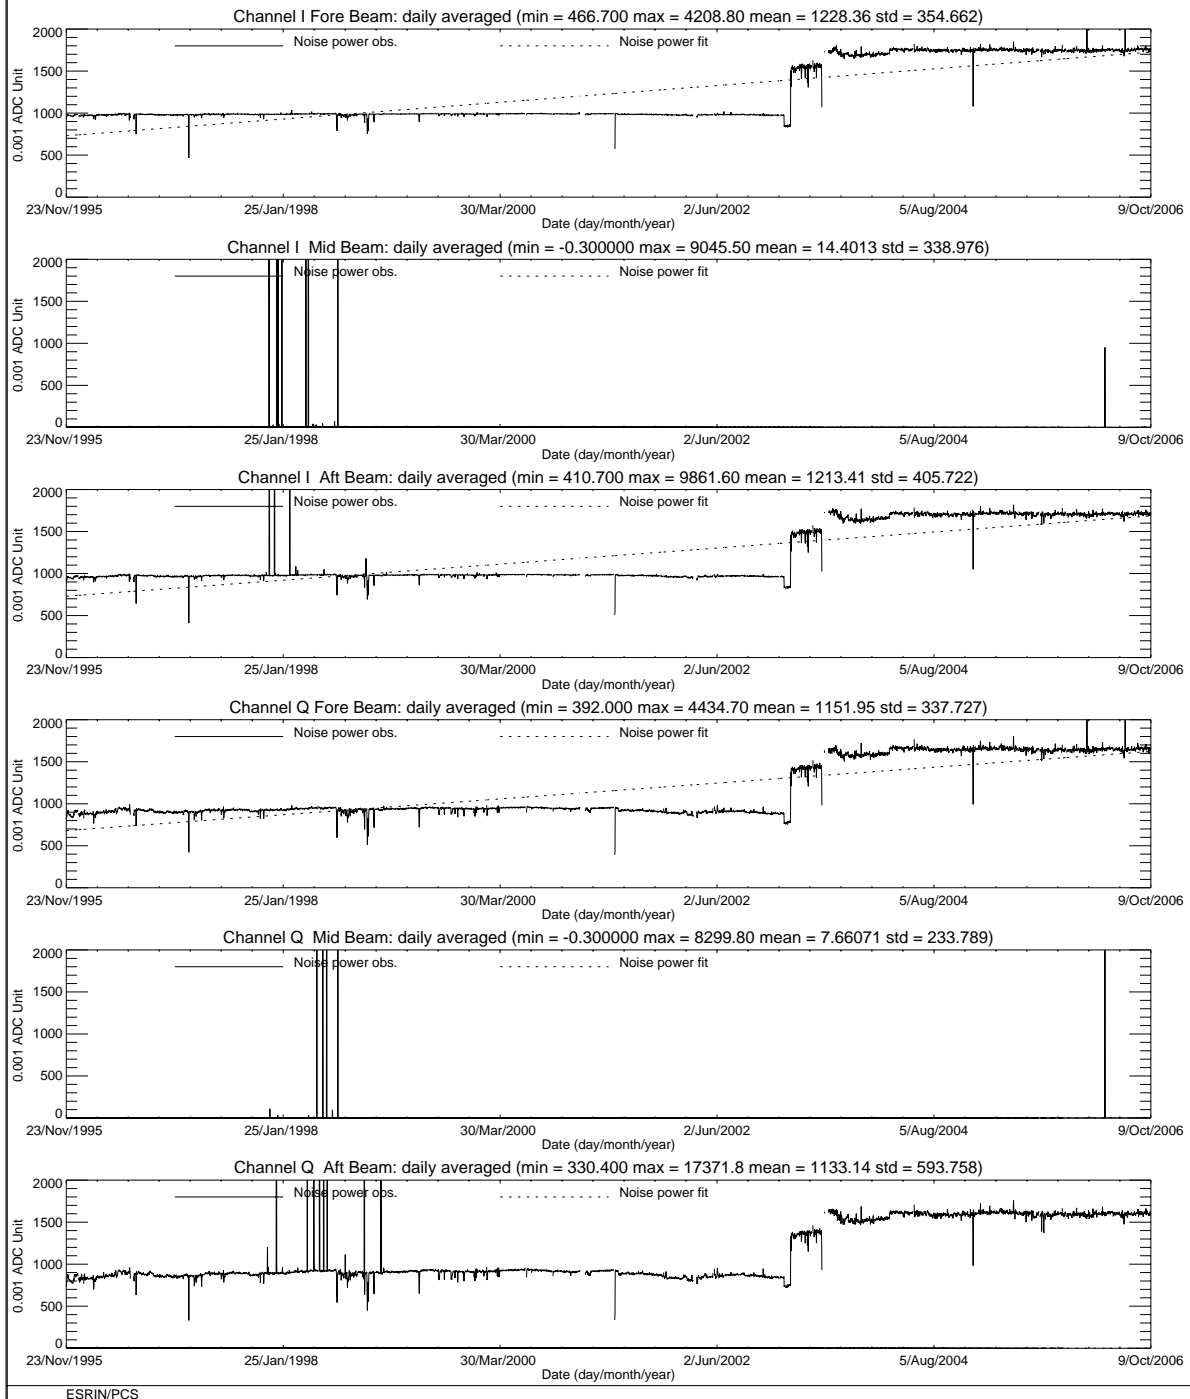 Channel I Fore Beam: daily averaged (min = 466.700 max = 4208.80 mean = 1228.36 std = 354.662)
2000
Noise power obs.
Noise power fit
1500
1000
500
0
0.001 ADC Unit
23/Nov/1995
25/Jan/1998
30/Mar/2000
2/Jun/2002
5/Aug/2004
9/Oct/2006
Date (day/month/year)
Channel I Mid Beam: daily averaged (min = -0.300000 max = 9045.50 mean = 14.4013 std = 338.976)
2000
Noise power obs.
Noise power fit
1500
1000
500
0
0.001 ADC Unit
23/Nov/1995
25/Jan/1998
30/Mar/2000
2/Jun/2002
5/Aug/2004
9/Oct/2006
Date (day/month/year)
Channel I Aft Beam: daily averaged (min = 410.700 max = 9861.60 mean = 1213.41 std = 405.722)
2000
Noise power obs.
Noise power fit
1500
1000
500
0
0.001 ADC Unit
23/Nov/1995
25/Jan/1998
30/Mar/2000
2/Jun/2002
5/Aug/2004
9/Oct/2006
Date (day/month/year)
Channel Q Fore Beam: daily averaged (min = 392.000 max = 4434.70 mean = 1151.95 std = 337.727)
2000
Noise power obs.
Noise power fit
1500
1000
500
0
0.001 ADC Unit
23/Nov/1995
25/Jan/1998
30/Mar/2000
2/Jun/2002
5/Aug/2004
9/Oct/2006
Date (day/month/year)
Channel Q Mid Beam: daily averaged (min = -0.300000 max = 8299.80 mean = 7.66071 std = 233.789)
2000
Noise power obs.
Noise power fit
1500
1000
500
0
0.001 ADC Unit
23/Nov/1995
25/Jan/1998
30/Mar/2000
2/Jun/2002
5/Aug/2004
9/Oct/2006
Date (day/month/year)
Channel Q Aft Beam: daily averaged (min = 330.400 max = 17371.8 mean = 1133.14 std = 593.758)
2000
Noise power obs.
Noise power fit
1500
1000
500
0
0.001 ADC Unit
23/Nov/1995
25/Jan/1998
30/Mar/2000
2/Jun/2002
5/Aug/2004
9/Oct/2006
Date (day/month/year)
ESRIN/PCS